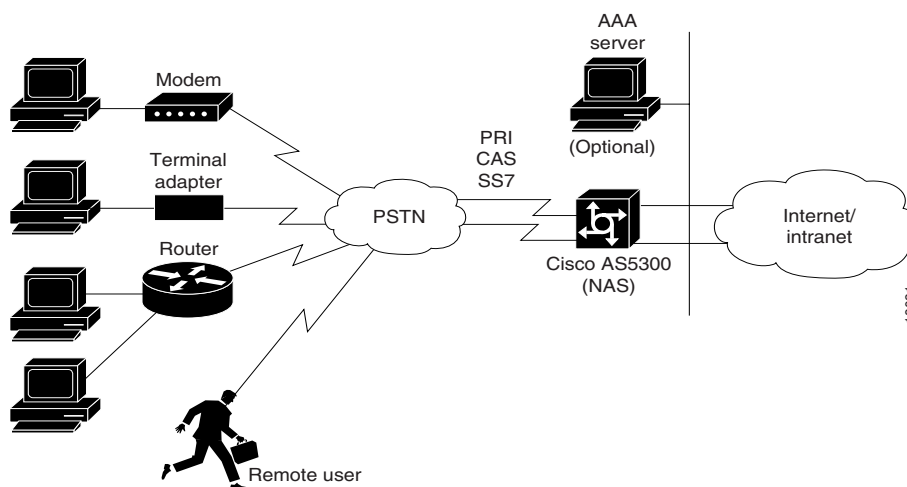 AAA
server
Modem
(Optional)
PRI
CAS
SS7
Terminal
adapter
PSTN
Internet/
intranet
Router
Cisco AS5300
(NAS)
Remote user